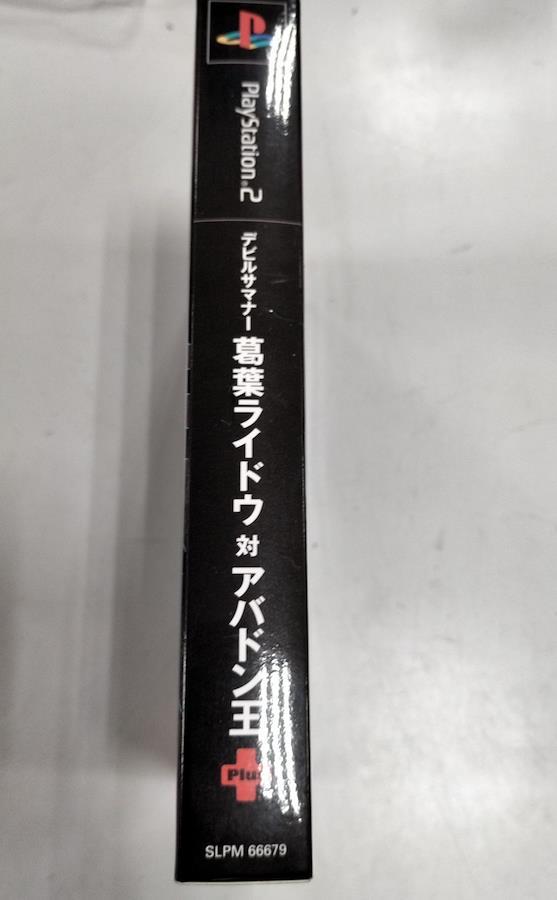 PlayStation.2
デビルサマナー
葛葉ライドウ 対 アバドン王
Plus
SLPM 66679